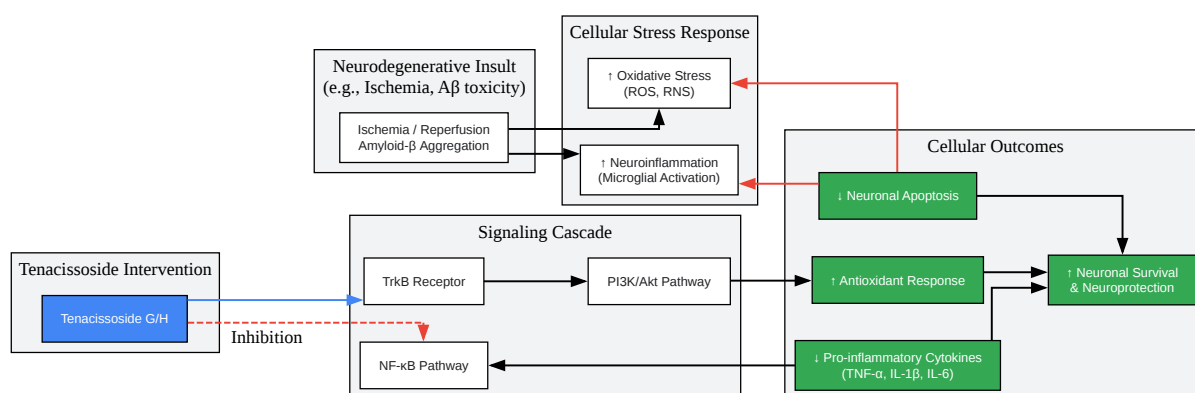 Cellular Stress Response
↑ Oxidative Stress
(ROS, RNS)
↑ Neuroinflammation
(Microglial Activation)
Neurodegenerative Insult
(e.g., Ischemia, Aβ toxicity)
Ischemia / Reperfusion
Amyloid-β Aggregation
Cellular Outcomes
↓ Neuronal Apoptosis
↑ Antioxidant Response
↑ Neuronal Survival
& Neuroprotection
↓ Pro-inflammatory Cytokines
(TNF-α, IL-1β, IL-6)
Signaling Cascade
TrkB Receptor
PI3K/Akt Pathway
NF-κB Pathway
Tenacissoside Intervention
Tenacissoside G/H
Inhibition